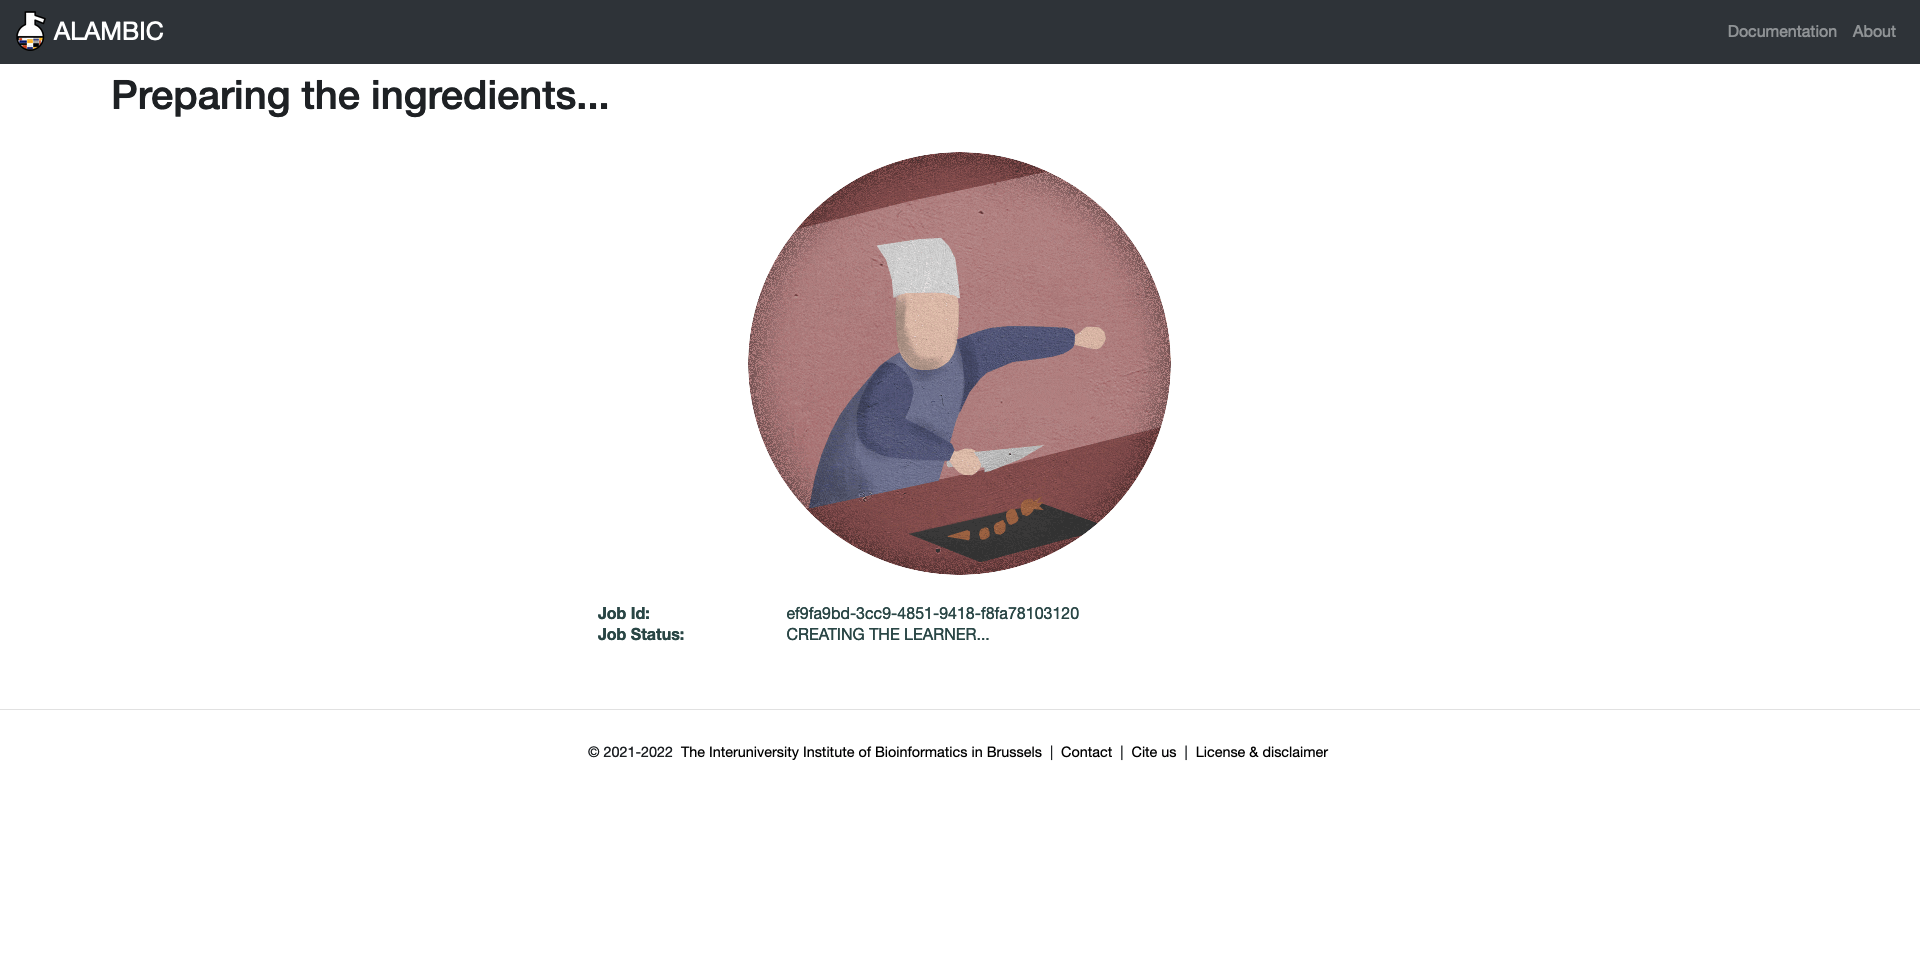 ALAMBIC
Documentation About
Preparing the ingredients...
Job Id: ef9fa9bd-3cc9-4851-9418-f8fa78103120
Job Status: CREATING THE LEARNER...
© 2021-2022 The Interuniversity Institute of Bioinformatics in Brussels | Contact | Cite us | License & disclaimer